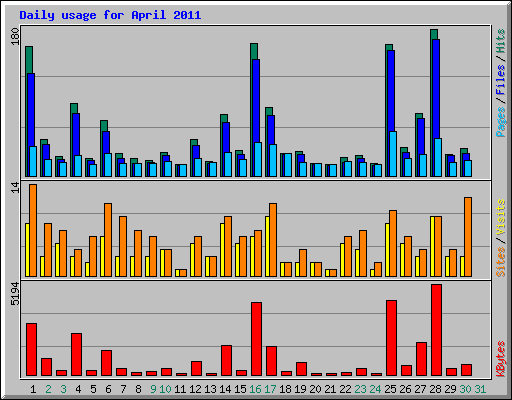 Daily usage for April 2011
180
Pages / Files / Hits
14
Sites / Visits
5194
KBytes
1 2 3 4 5 6 7 8 9 10 11 12 13 14 15 16 17 18 19 20 21 22 23 24 25 26 27 28 29 30 31